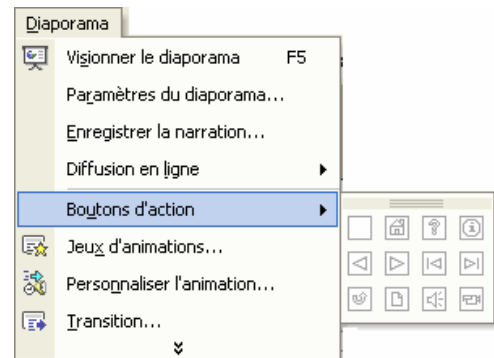 Diaporama
Visionner le diaporama F5
Paramètres du diaporama...
Enregistrer la narration...
Diffusion en ligne
Boutons d'action
Jeux d'animations...
Personnaliser l'animation...
Transition...